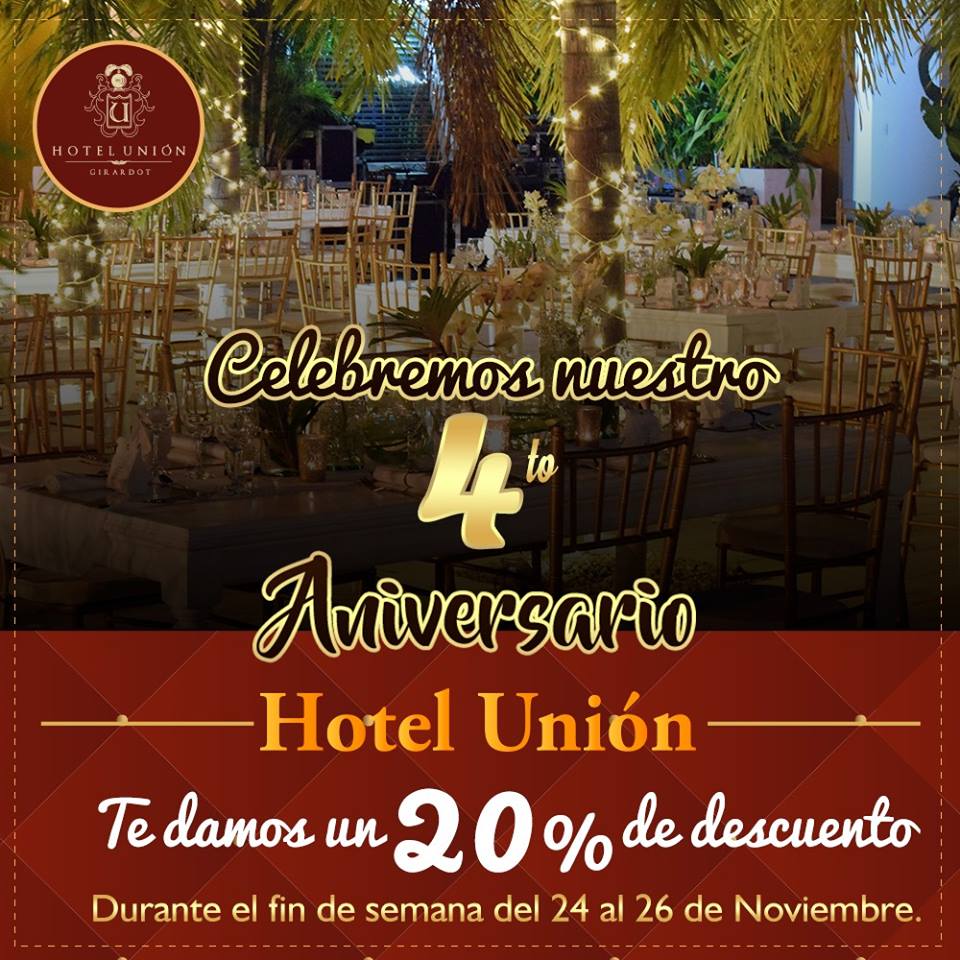 U
HOTEL UNIÓN
GIRARDOT
Celebremos nuestro
4to
Aniversario
Hotel Unión
Te damos un 20% de descuento
Durante el fin de semana del 24 al 26 de Noviembre.